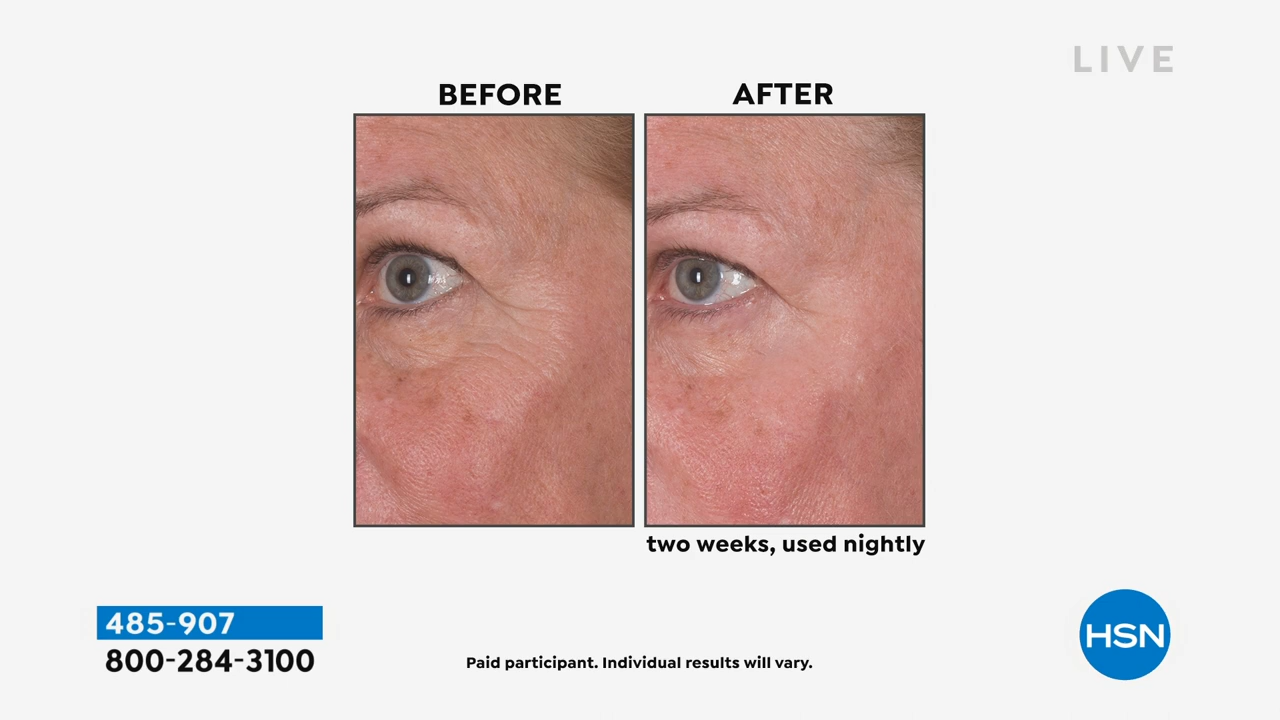 LIVE
BEFORE
AFTER
two weeks, used nightly
485-907
800-284-3100
Paid participant. Individual results will vary.
HSN